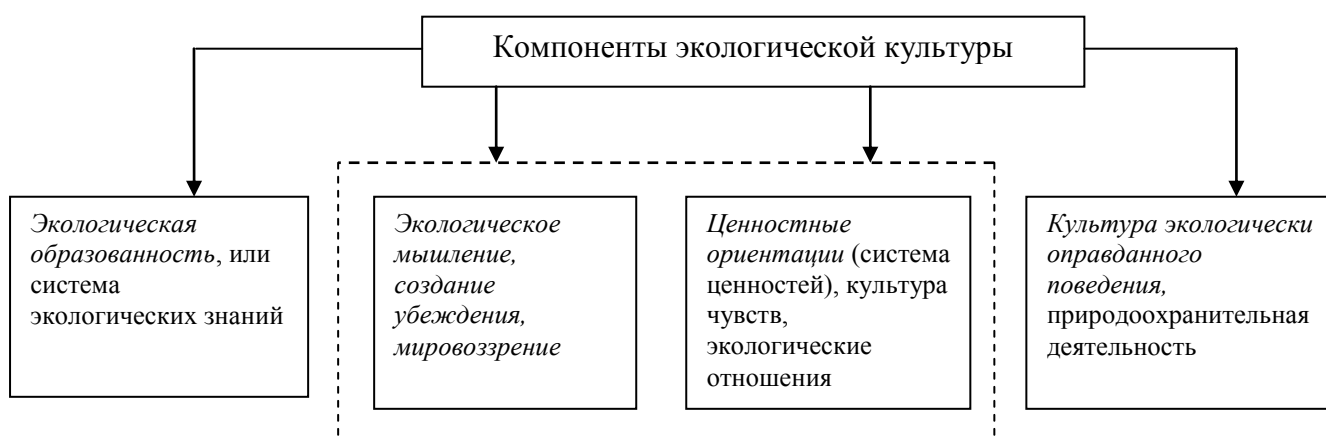 Компоненты экологической культуры
Экологическая
образованность, или
система
экологических знаний
Экологическое
мышление,
создание
убеждения,
мировоззрение
Ценностные
ориентации (система
ценностей), культура
чувств,
экологические
отношения
Культура экологически
оправданного
поведения,
природоохранительная
деятельность